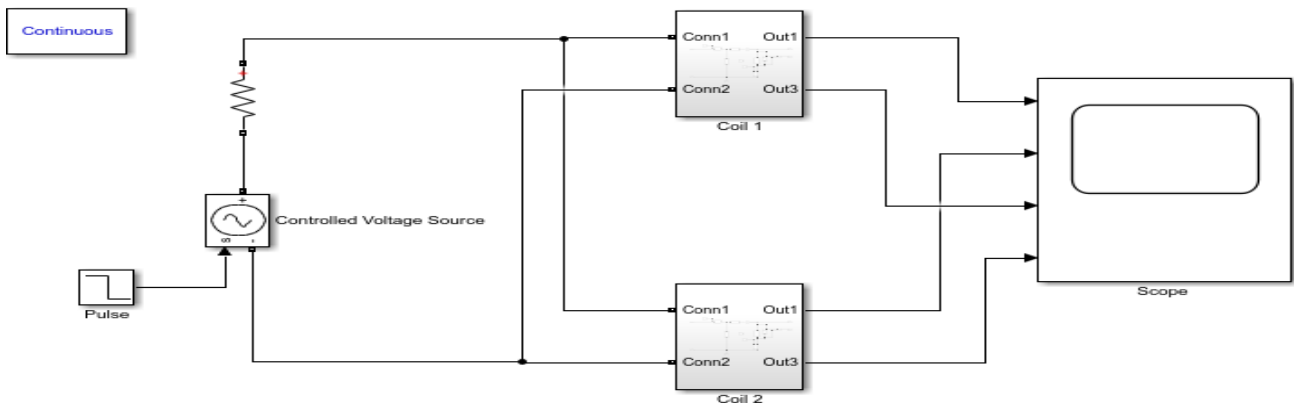 Continuous
Conn1
Out1
Conn2
Out3
Coil 1
+
Controlled Voltage Source
s
-
Pulse
Scope
Conn1
Out1
Conn2
Out3
Coil 2